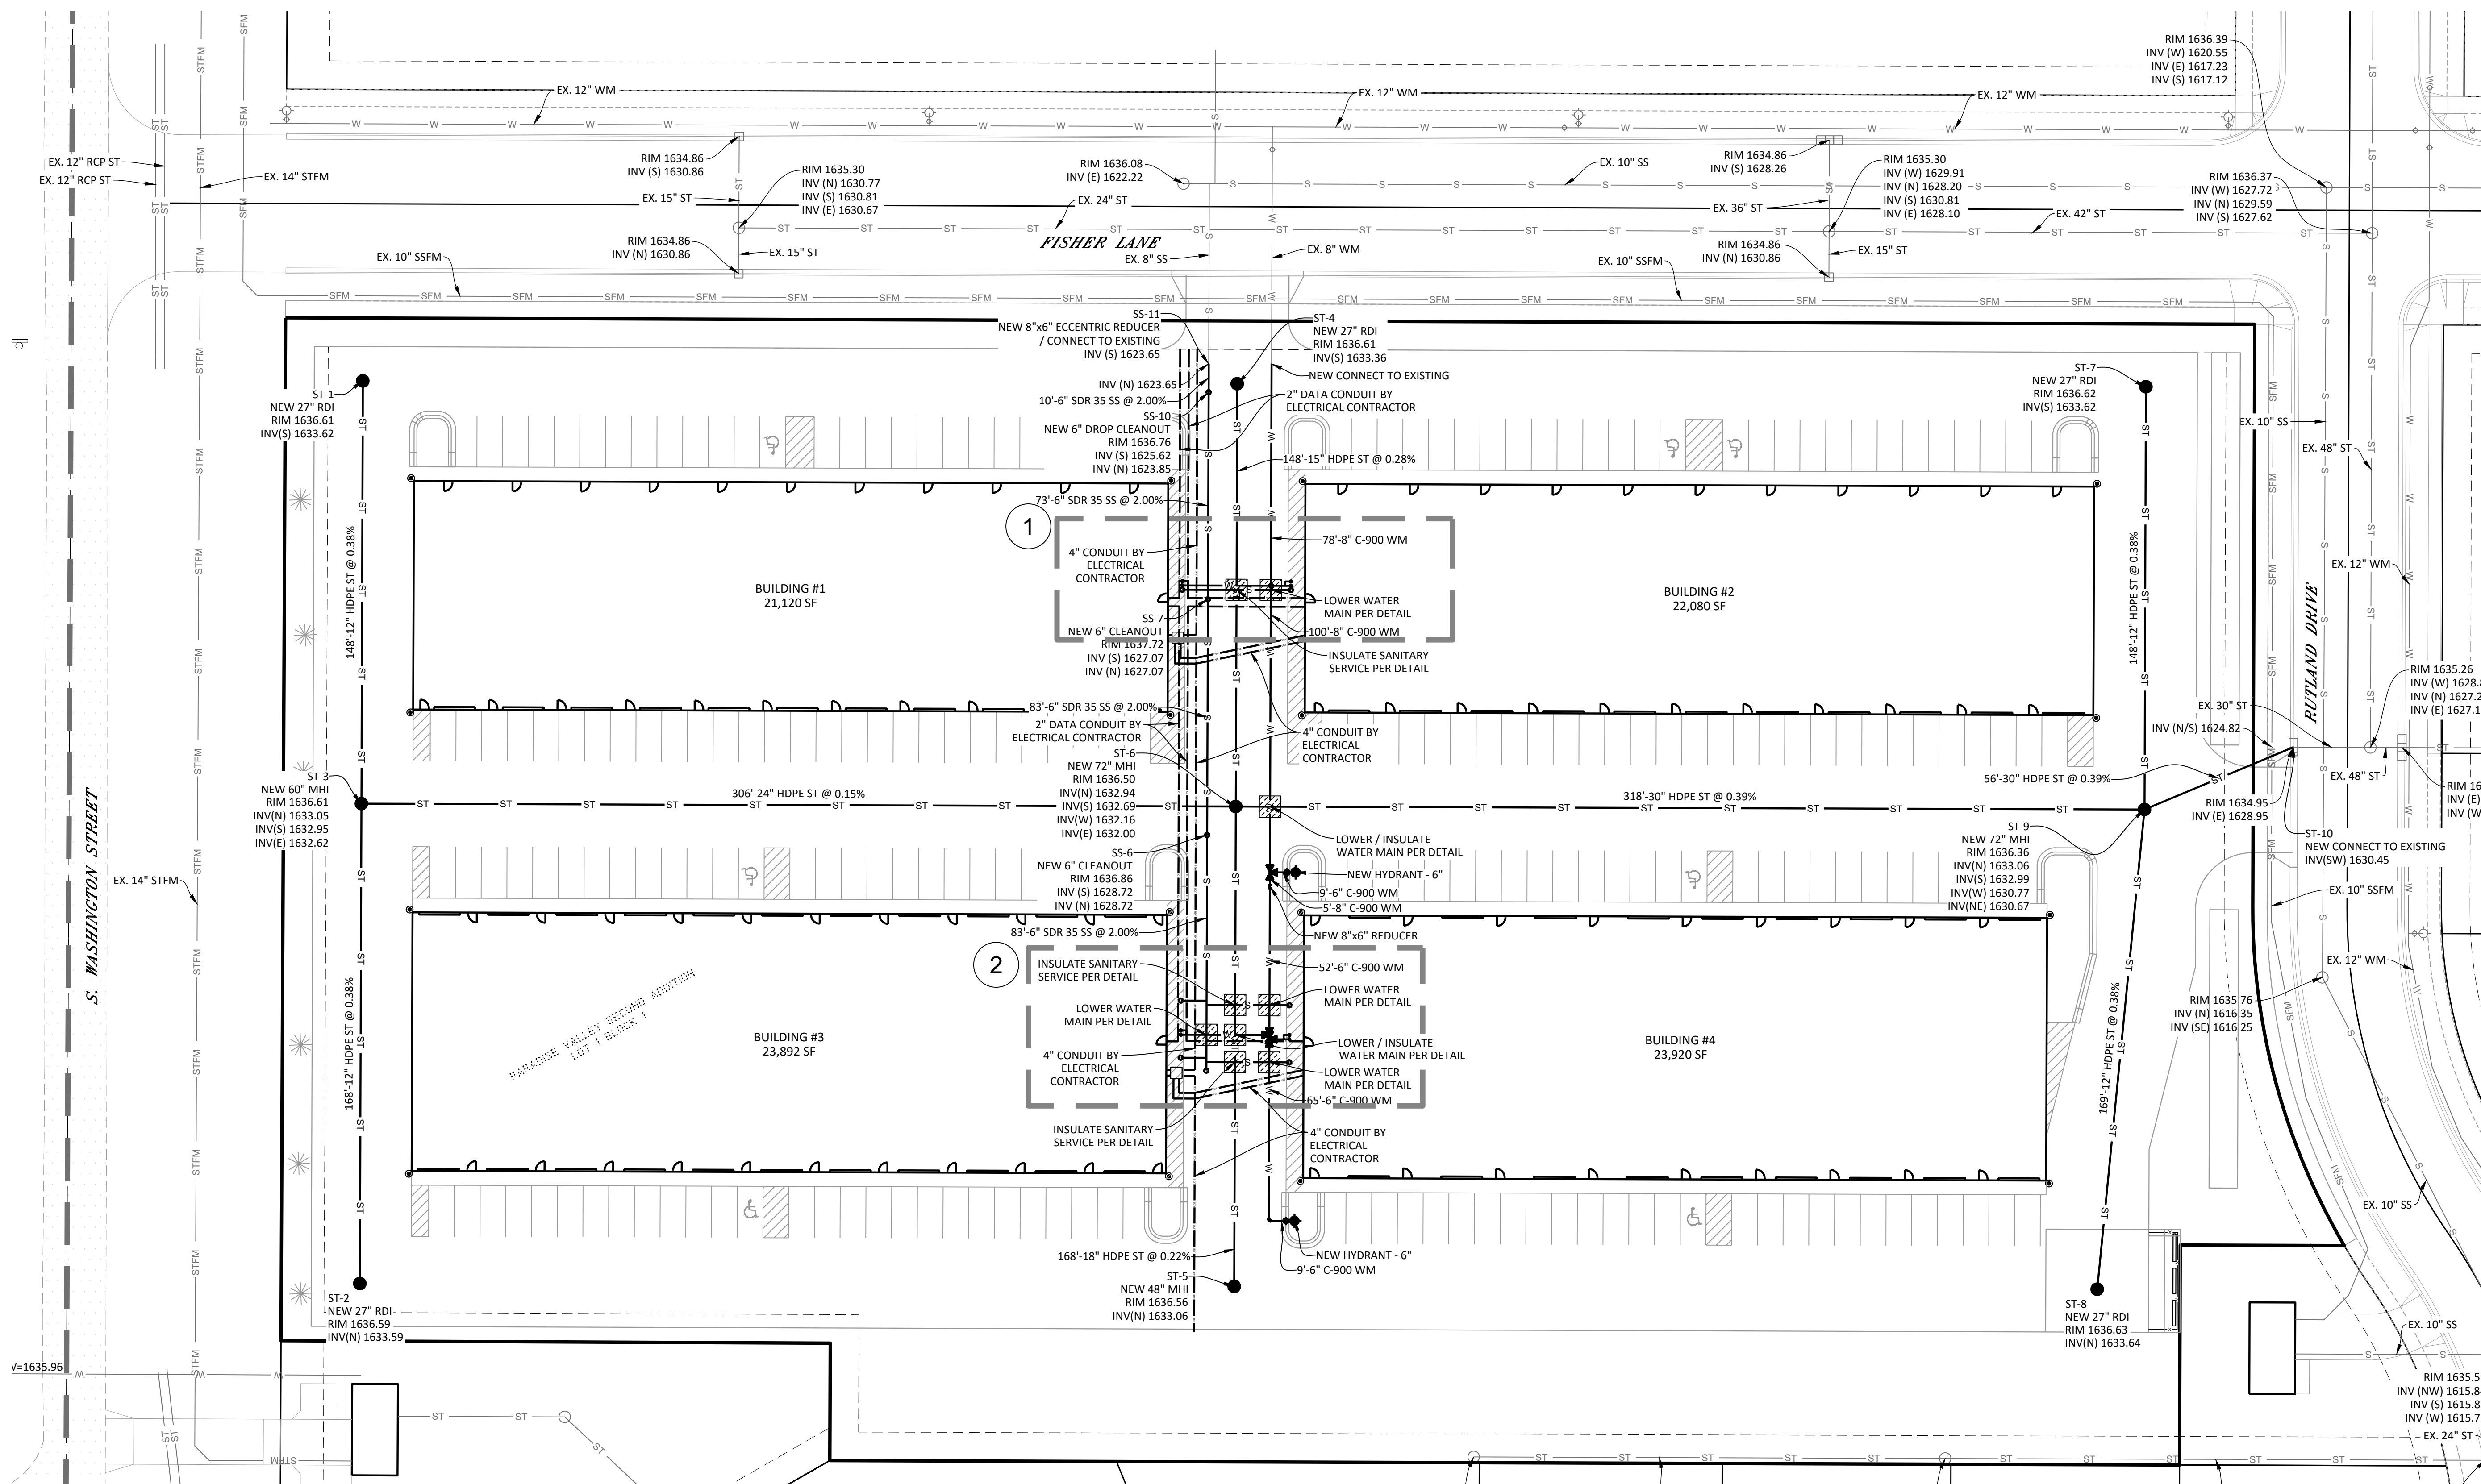 RIM 1636.39
INV (W) 1620.55
INV (E) 1617.23
INV (S) 1617.12
EX. 12" WM
EX. 12" WM
EX. 12" WM
EX. 12" RCP ST
EX. 12" RCP ST
EX. 14" STFM
RIM 1634.86
INV (S) 1630.86
EX. 15" ST
RIM 1635.30
INV (N) 1630.77
INV (S) 1630.81
INV (E) 1630.67
RIM 1636.08
INV (E) 1622.22
EX. 24" ST
EX. 10" SS
RIM 1634.86
INV (S) 1628.26
EX. 36" ST
RIM 1635.30
INV (W) 1629.91
INV (N) 1628.20
INV (S) 1630.81
INV (E) 1628.10
EX. 42" ST
RIM 1636.37
INV (W) 1627.72
INV (N) 1629.59
INV (S) 1627.62
RIM 1634.86
INV (N) 1630.86
EX. 15" ST
FISHER LANE
EX. 8" SS
EX. 8" WM
RIM 1634.86
INV (N) 1630.86
EX. 15" ST
EX. 10" SSFM
EX. 10" SSFM
SS-11
NEW 8"x6" ECCENTRIC REDUCER
/ CONNECT TO EXISTING
INV (S) 1623.65
ST-4
NEW 27" RDI
RIM 1636.61
INV(S) 1633.36
NEW CONNECT TO EXISTING
INV (N) 1623.65
10'-6" SDR 35 SS @ 2.00%
2" DATA CONDUIT BY
ELECTRICAL CONTRACTOR
SS-10
NEW 6" DROP CLEANOUT
RIM 1636.76
INV (S) 1625.62
INV (N) 1623.85
148'-15" HDPE ST @ 0.28%
ST-1
NEW 27" RDI
RIM 1636.61
INV(S) 1633.62
ST-7
NEW 27" RDI
RIM 1636.62
INV(S) 1633.62
EX. 10" SS
EX. 48" ST
73'-6" SDR 35 SS @ 2.00%
1
4" CONDUIT BY
ELECTRICAL
CONTRACTOR
78'-8" C-900 WM
148'-12" HDPE ST @ 0.38%
148'-12" HDPE ST @ 0.38%
BUILDING #1
21,120 SF
BUILDING #2
22,080 SF
EX. 12" WM
LOWER WATER
MAIN PER DETAIL
SS-7
NEW 6" CLEANOUT
RIM 1637.72
INV (S) 1627.07
INV (N) 1627.07
100'-8" C-900 WM
INSULATE SANITARY
SERVICE PER DETAIL
RUTLAND DRIVE
RIM 1635.26
INV (W) 1628.8
INV (N) 1627.2
INV (E) 1627.1
83'-6" SDR 35 SS @ 2.00%
2" DATA CONDUIT BY
ELECTRICAL CONTRACTOR
4" CONDUIT BY
ELECTRICAL
CONTRACTOR
EX. 30" ST
INV (N/S) 1624.82
ST-6
NEW 72" MHI
RIM 1636.50
INV(N) 1632.94
INV(S) 1632.69
INV(W) 1632.16
INV(E) 1632.00
ST-3
NEW 60" MHI
RIM 1636.61
INV(N) 1633.05
INV(S) 1632.95
INV(E) 1632.62
306'-24" HDPE ST @ 0.15%
318'-30" HDPE ST @ 0.39%
56'-30" HDPE ST @ 0.39%
EX. 48" ST
RIM 1634.95
INV (E) 1628.95
RIM 16
INV (E)
INV (W
ST-10
NEW CONNECT TO EXISTING
INV(SW) 1630.45
S. WASHINGTON STREET
EX. 14" STFM
SS-6
NEW 6" CLEANOUT
RIM 1636.86
INV (S) 1628.72
INV (N) 1628.72
LOWER / INSULATE
WATER MAIN PER DETAIL
NEW HYDRANT - 6"
9'-6" C-900 WM
5'-8" C-900 WM
NEW 8"x6" REDUCER
ST-9
NEW 72" MHI
RIM 1636.36
INV(N) 1633.06
INV(S) 1632.99
INV(W) 1630.77
INV(NE) 1630.67
EX. 10" SSFM
83'-6" SDR 35 SS @ 2.00%
2
INSULATE SANITARY
SERVICE PER DETAIL
52'-6" C-900 WM
EX. 12" WM
LOWER WATER
MAIN PER DETAIL
LOWER WATER
MAIN PER DETAIL
RIM 1635.76
INV (N) 1616.35
INV (SE) 1616.25
168'-12" HDPE ST @ 0.38%
PARADISE VALLEY SECOND ADDITION
LOT 1 BLOCK 1
BUILDING #3
23,892 SF
BUILDING #4
23,920 SF
LOWER / INSULATE
WATER MAIN PER DETAIL
4" CONDUIT BY
ELECTRICAL
CONTRACTOR
LOWER WATER
MAIN PER DETAIL
65'-6" C-900 WM
169'-12" HDPE ST @ 0.38%
INSULATE SANITARY
SERVICE PER DETAIL
4" CONDUIT BY
ELECTRICAL
CONTRACTOR
EX. 10" SS
168'-18" HDPE ST @ 0.22%
NEW HYDRANT - 6"
9'-6" C-900 WM
ST-5
NEW 48" MHI
RIM 1636.56
INV(N) 1633.06
ST-2
NEW 27" RDI
RIM 1636.59
INV(N) 1633.59
ST-8
NEW 27" RDI
RIM 1636.63
INV(N) 1633.64
EX. 10" SS
V=1635.96
RIM 1635.5
INV (NW) 1615.84
INV (S) 1615.8
INV (W) 1615.7
EX. 24" ST